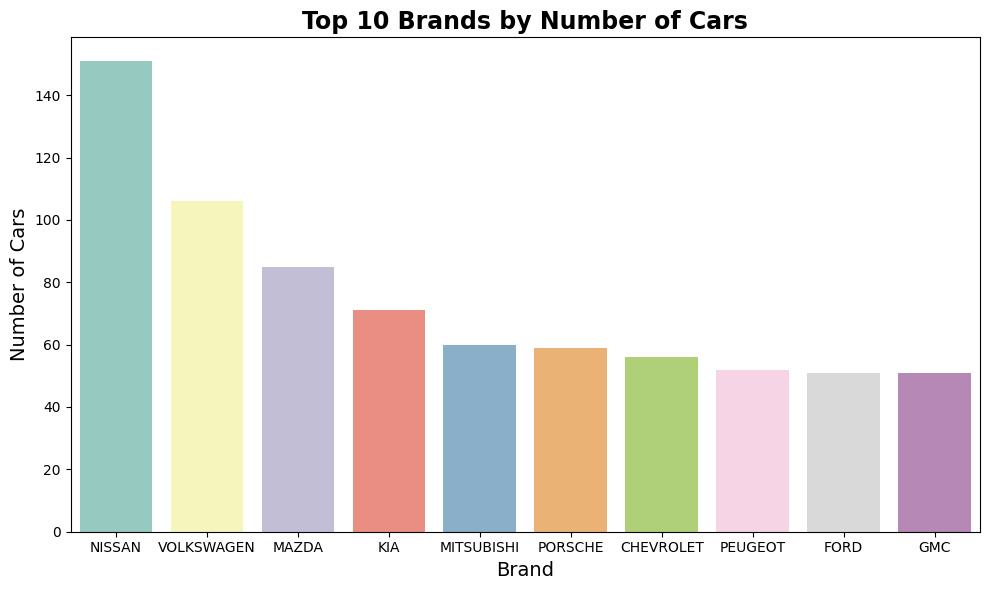 Top 10 Brands by Number of Cars
Number of Cars
140
120
100
80
60
40
20
0
NISSAN VOLKSWAGEN MAZDA KIA MITSUBISHI PORSCHE CHEVROLET PEUGEOT FORD GMC
Brand